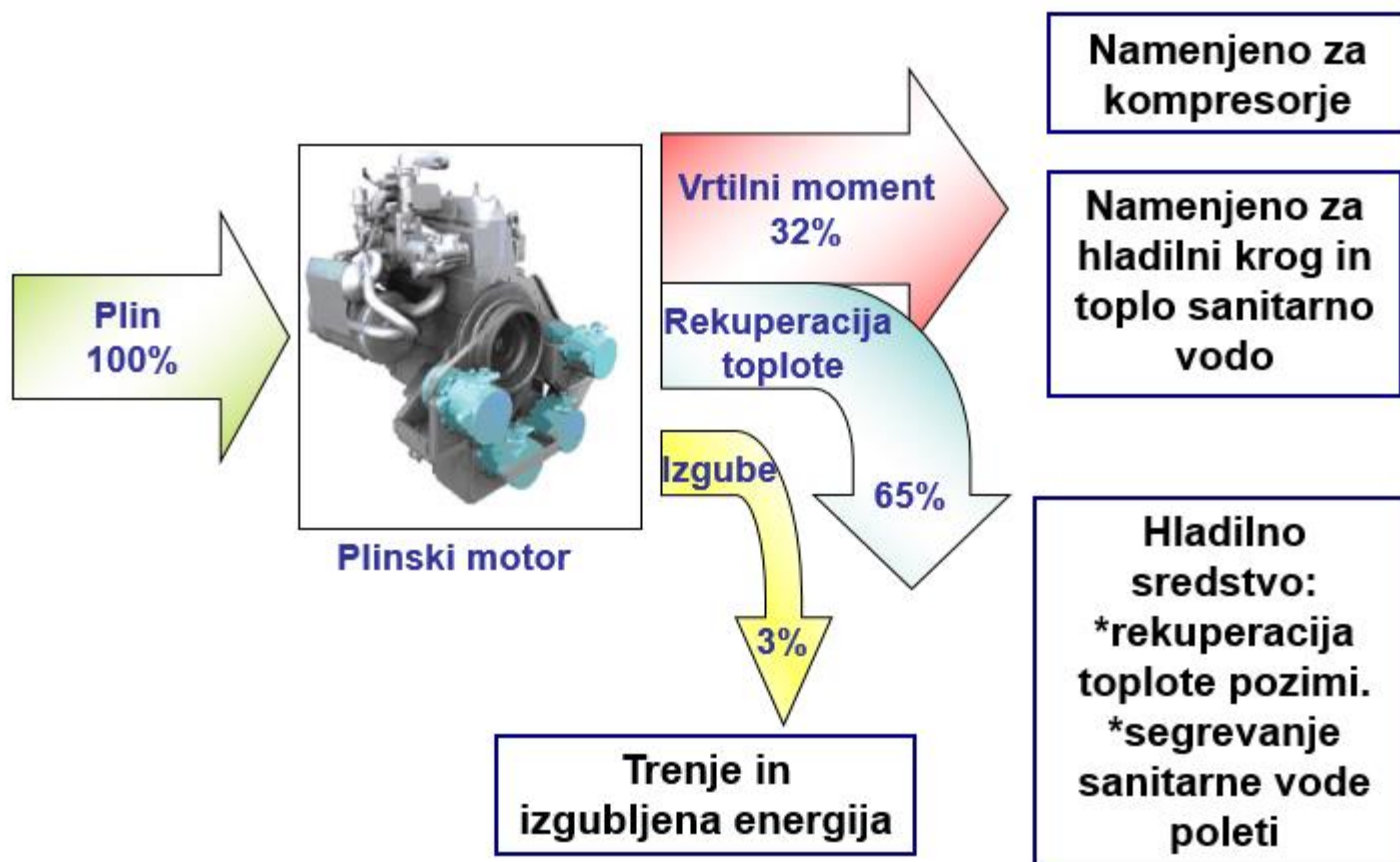 Plin
100%
Plinski motor
Vrtilni moment
32%
Rekuperacija
toplote
65%
Izgube
3%
Trenje in
izgubljena energija
Namenjeno za
kompresorje
Namenjeno za
hladilni krog in
toplo sanitarno
vodo
Hladilno
sredstvo:
*rekuperacija
toplote pozimi.
*segrevanje
sanitarne vode
poleti